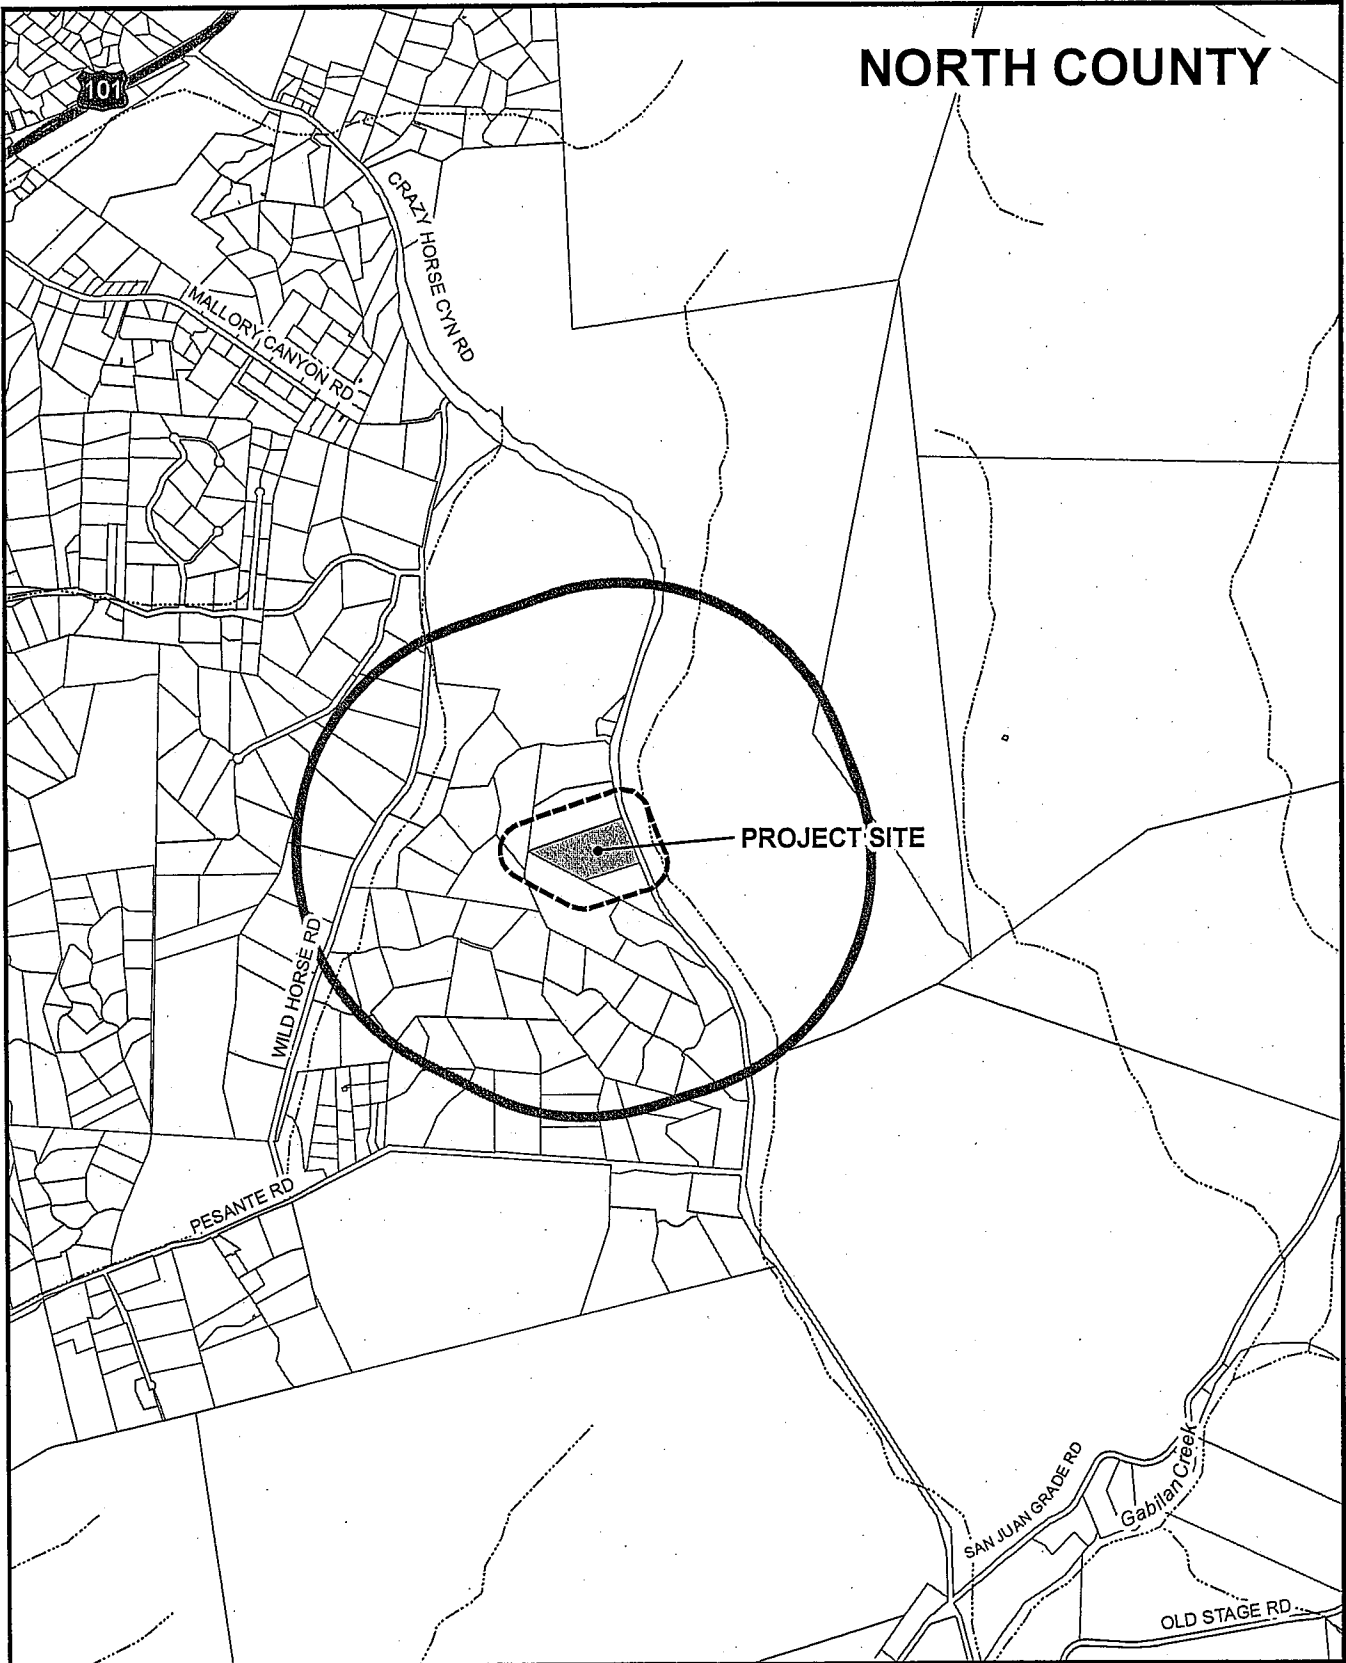 NORTH COUNTY
101
CRAZY HORSE CYN RD
MALLORY CANYON RD
PROJECT SITE
WILD HORSE RD
PESANTE RD
SAN JUAN GRADE RD
Gabilan Creek
OLD STAGE RD